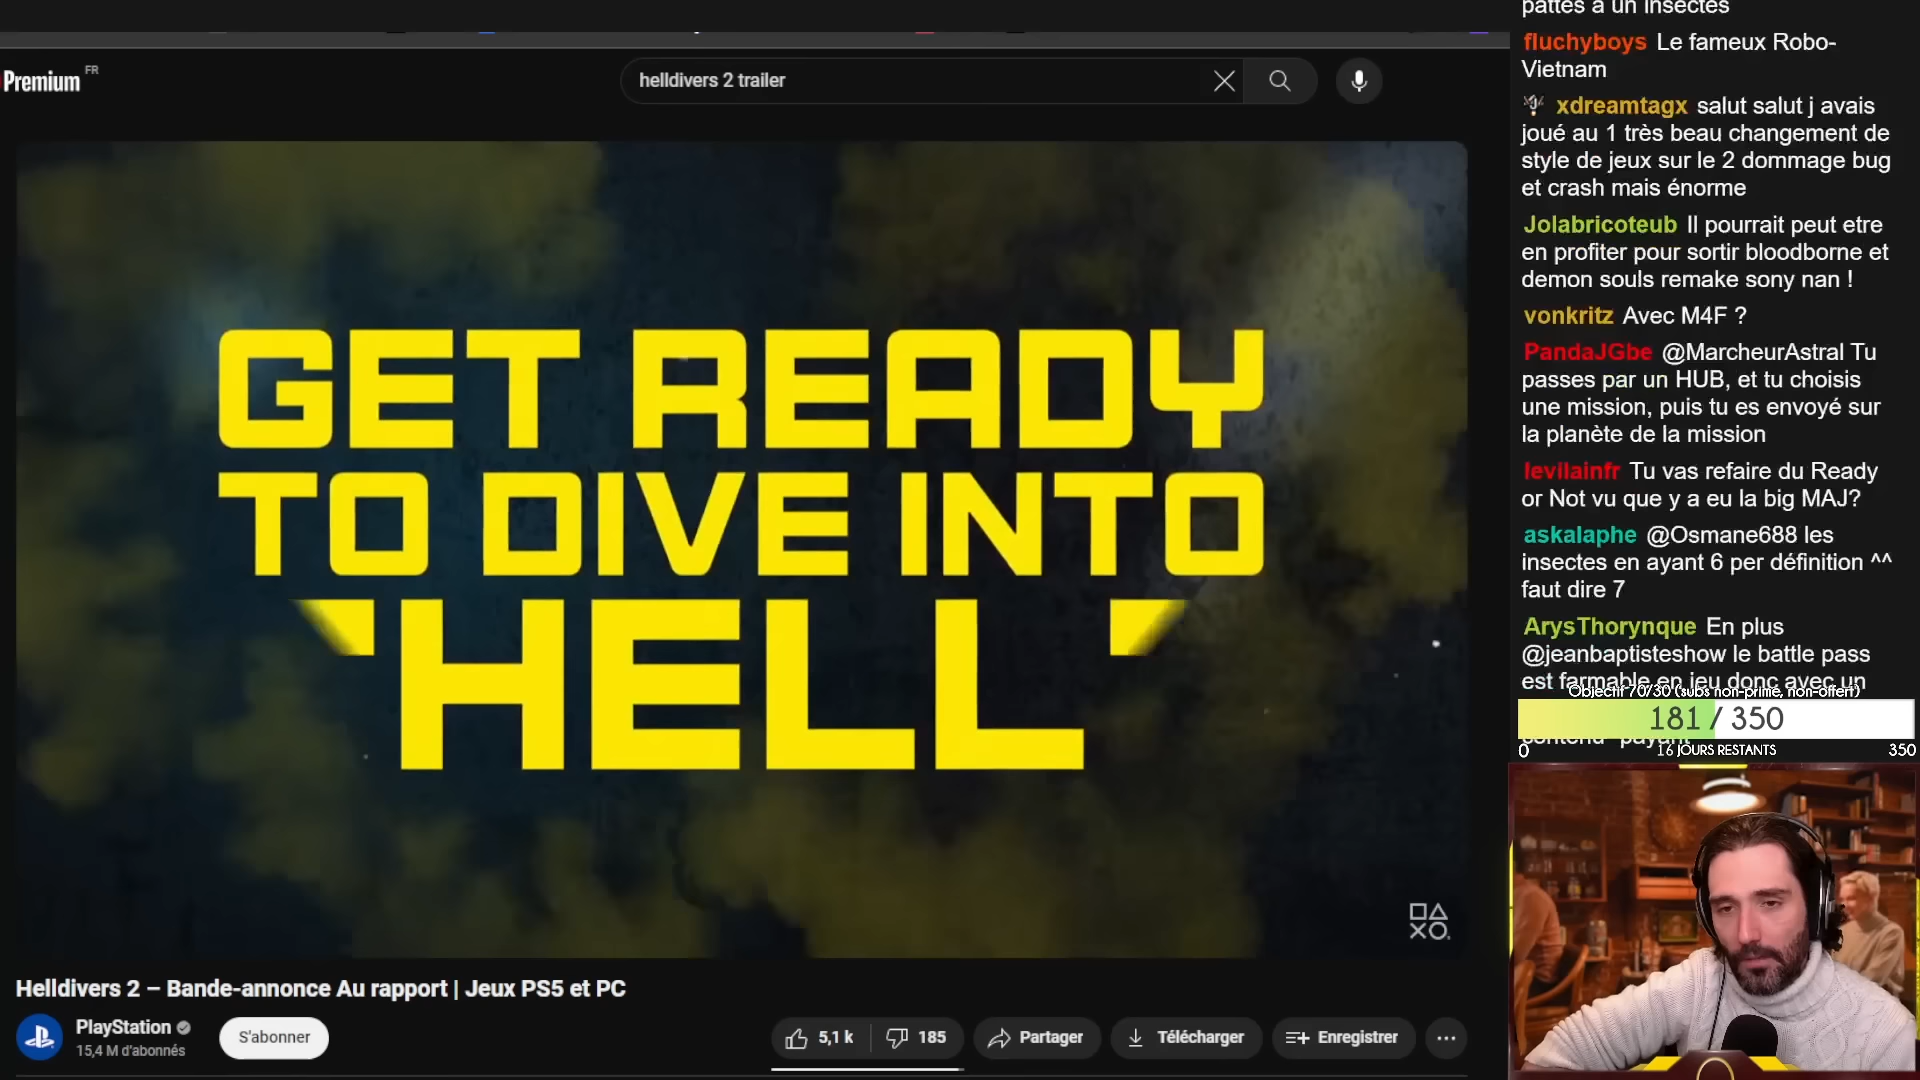 Premium FR
helldivers 2 trailer
GET READY
TO DIVE INTO
HELL
Helldivers 2 – Bande-annonce Au rapport | Jeux PS5 et PC
PlayStation
15,4 M d'abonnés
S'abonner
5,1 k
185
Partager
Télécharger
Enregistrer
pattes a un insectes
fluchyboys Le fameux Robo-
Vietnam
xdreamtagx salut salut j avais
joué au 1 très beau changement de
style de jeux sur le 2 dommage bug
et crash mais énorme
Jolabricoteub Il pourrait peut etre
en profiter pour sortir bloodborne et
demon souls remake sony nan !
vonkritz Avec M4F ?
PandaJGbe @MarcheurAstral Tu
passes par un HUB, et tu choisis
une mission, puis tu es envoyé sur
la planète de la mission
levilainfr Tu vas refaire du Ready
or Not vu que y a eu la big MAJ?
askalaphe @Osmane688 les
insectes en ayant 6 per définition ^^
faut dire 7
ArysThorynque En plus
@jeanbaptisteshow le battle pass
est farmable en jeu donc avec un
Objectif 70/30 (subs non-prime, non-offert)
181 / 350
contenu payant
0
16 JOURS RESTANTS
350